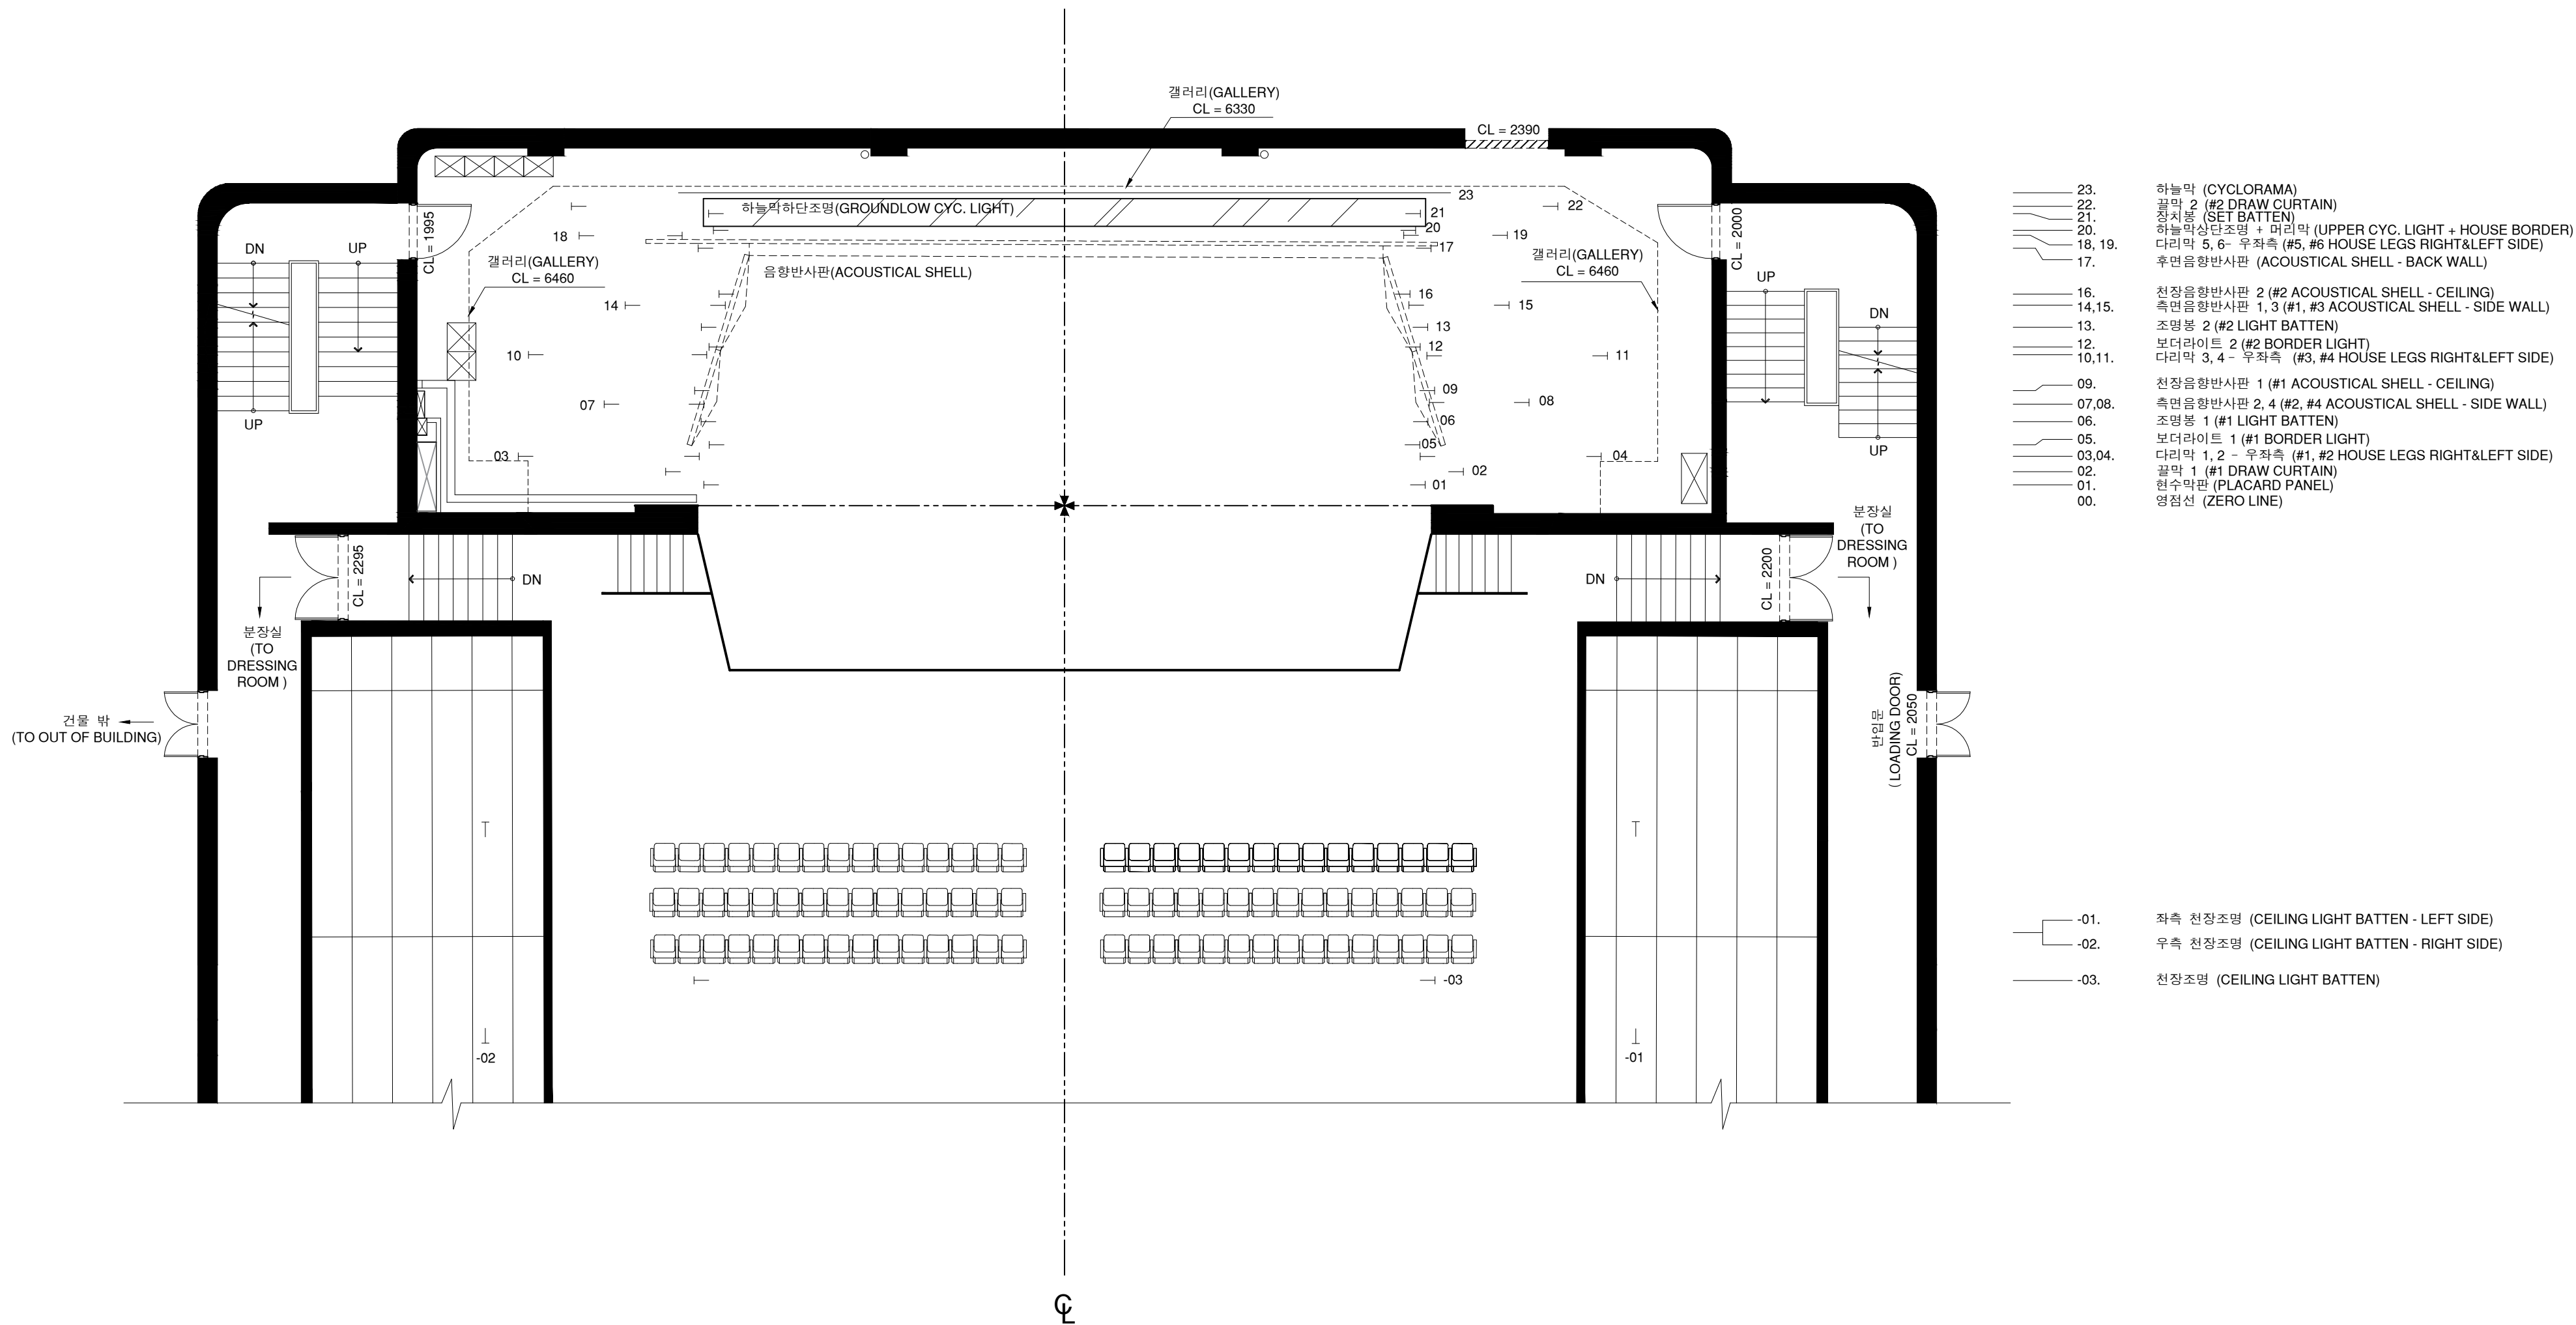 갤러리(GALLERY)
CL = 6330
CL = 2390
23
하늘막하단조명(GROUNDLOW CYC. LIGHT)
22
21
20
19
18
17
CL = 1995
CL = 2000
DN
UP
UP
갤러리(GALLERY)
CL = 6460
음향반사판(ACOUSTICAL SHELL)
갤러리(GALLERY)
CL = 6460
UP
DN
UP
16
14
15
13
12
10
11
09
07
08
06
05
03
04
02
01
23. 하늘막 (CYCLORAMA)
22. 끌막 2 (#2 DRAW CURTAIN)
21. 장치봉 (SET BATTEN)
20. 하늘막상단조명 + 머리막 (UPPER CYC. LIGHT + HOUSE BORDER)
18, 19. 다리막 5, 6- 우좌측 (#5, #6 HOUSE LEGS RIGHT&LEFT SIDE)
17. 후면음향반사판 (ACOUSTICAL SHELL - BACK WALL)
16. 천장음향반사판 2 (#2 ACOUSTICAL SHELL - CEILING)
14,15. 측면음향반사판 1, 3 (#1, #3 ACOUSTICAL SHELL - SIDE WALL)
13. 조명봉 2 (#2 LIGHT BATTEN)
12. 보더라이트 2 (#2 BORDER LIGHT)
10,11. 다리막 3, 4 - 우좌측 (#3, #4 HOUSE LEGS RIGHT&LEFT SIDE)
09. 천장음향반사판 1 (#1 ACOUSTICAL SHELL - CEILING)
07,08. 측면음향반사판 2, 4 (#2, #4 ACOUSTICAL SHELL - SIDE WALL)
06. 조명봉 1 (#1 LIGHT BATTEN)
05. 보더라이트 1 (#1 BORDER LIGHT)
03,04. 다리막 1, 2 - 우좌측 (#1, #2 HOUSE LEGS RIGHT&LEFT SIDE)
02. 끌막 1 (#1 DRAW CURTAIN)
01. 현수막판 (PLACARD PANEL)
00. 영점선 (ZERO LINE)
CL = 2295
DN
DN
CL = 2200
분장실
(TO
DRESSING
ROOM )
분장실
(TO
DRESSING
ROOM )
건물 밖
(TO OUT OF BUILDING)
반입문
( LOADING DOOR)
CL = 2050
-03
-02
-01
-01. 좌측 천장조명 (CEILING LIGHT BATTEN - LEFT SIDE)
-02. 우측 천장조명 (CEILING LIGHT BATTEN - RIGHT SIDE)
-03. 천장조명 (CEILING LIGHT BATTEN)
℄